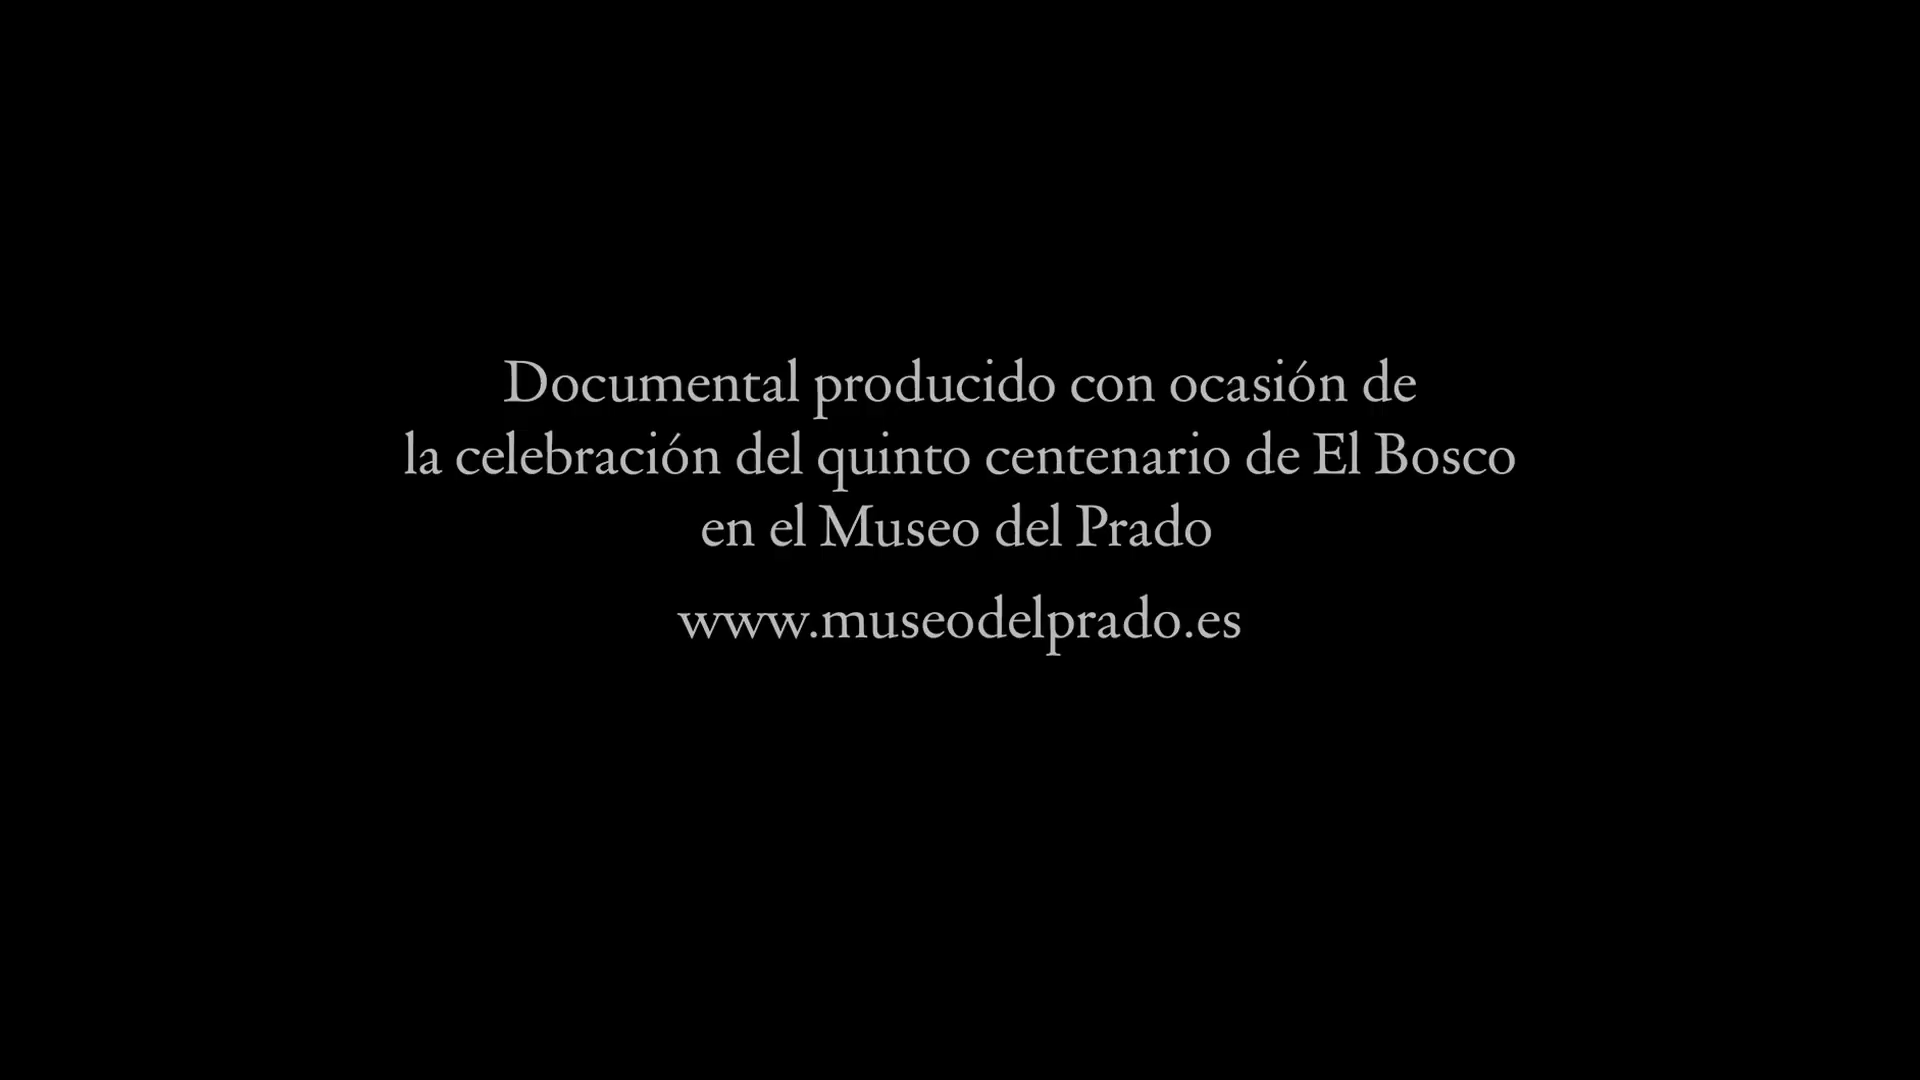 Documental producido con ocasión de
la celebración del quinto centenario de El Bosco
en el Museo del Prado
www.museodelprado.es